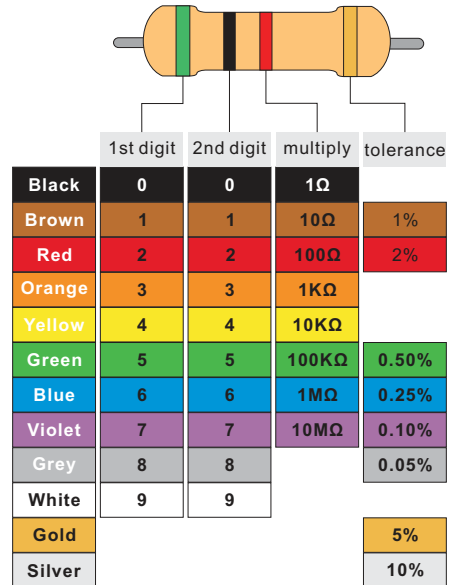 1st digit 2nd digit multiply tolerance
Black 0 0 1Ω
Brown 1 1 10Ω 1%
Red 2 2 100Ω 2%
Orange 3 3 1KΩ
Yellow 4 4 10KΩ
Green 5 5 100KΩ 0.50%
Blue 6 6 1MΩ 0.25%
Violet 7 7 10MΩ 0.10%
Grey 8 8 0.05%
White 9 9
Gold 5%
Silver 10%